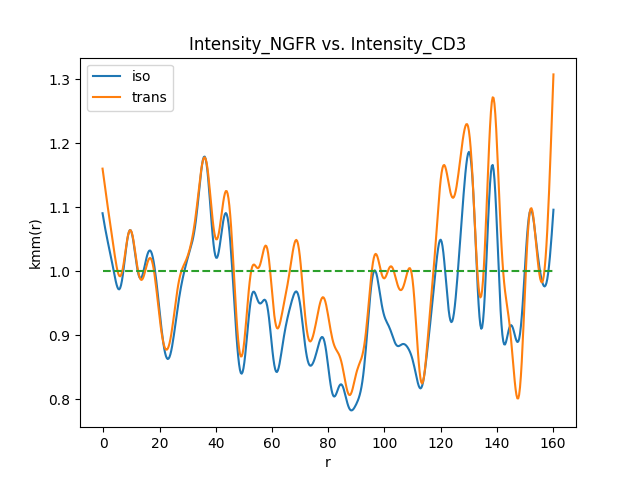 Intensity_NGFR vs. Intensity_CD3
iso
trans
kmm(r)
1.3
1.2
1.1
1.0
0.9
0.8
0 20 40 60 80 100 120 140 160
r